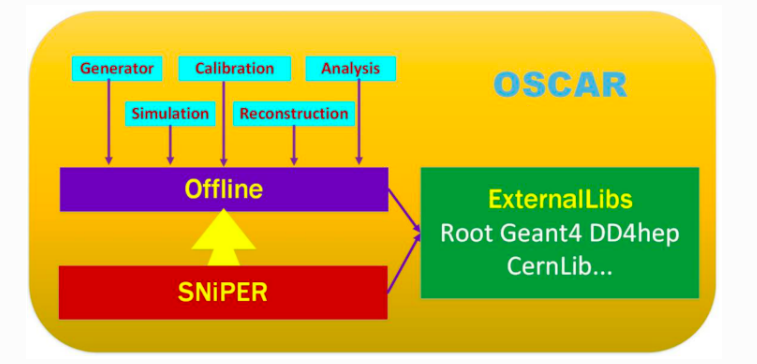 Generator
Calibration
Analysis
OSCAR
Simulation
Reconstruction
Offline
ExternalLibs
Root Geant4 DD4hep
CernLib...
SNiPER